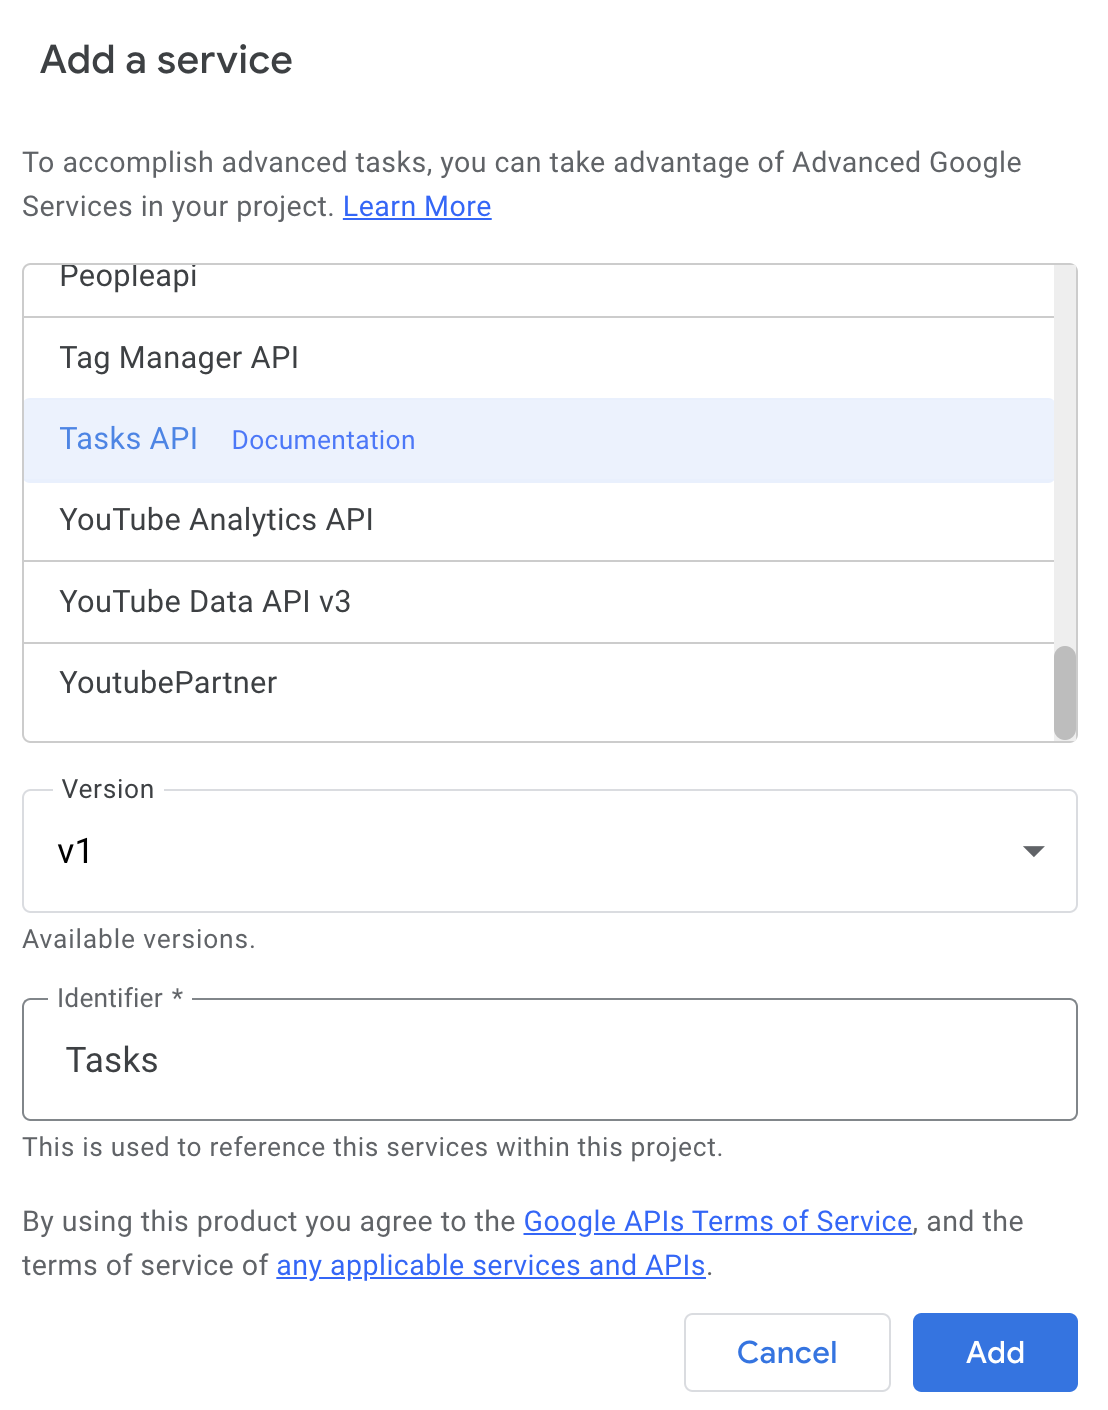 Add a service
To accomplish advanced tasks, you can take advantage of Advanced Google
Services in your project. Learn More
Peopleapi
Tag Manager API
Tasks API Documentation
YouTube Analytics API
YouTube Data API v3
YoutubePartner
Version
v1
Available versions.
Identifier *
Tasks
This is used to reference this services within this project.
By using this product you agree to the Google APIs Terms of Service, and the
terms of service of any applicable services and APIs.
Cancel Add